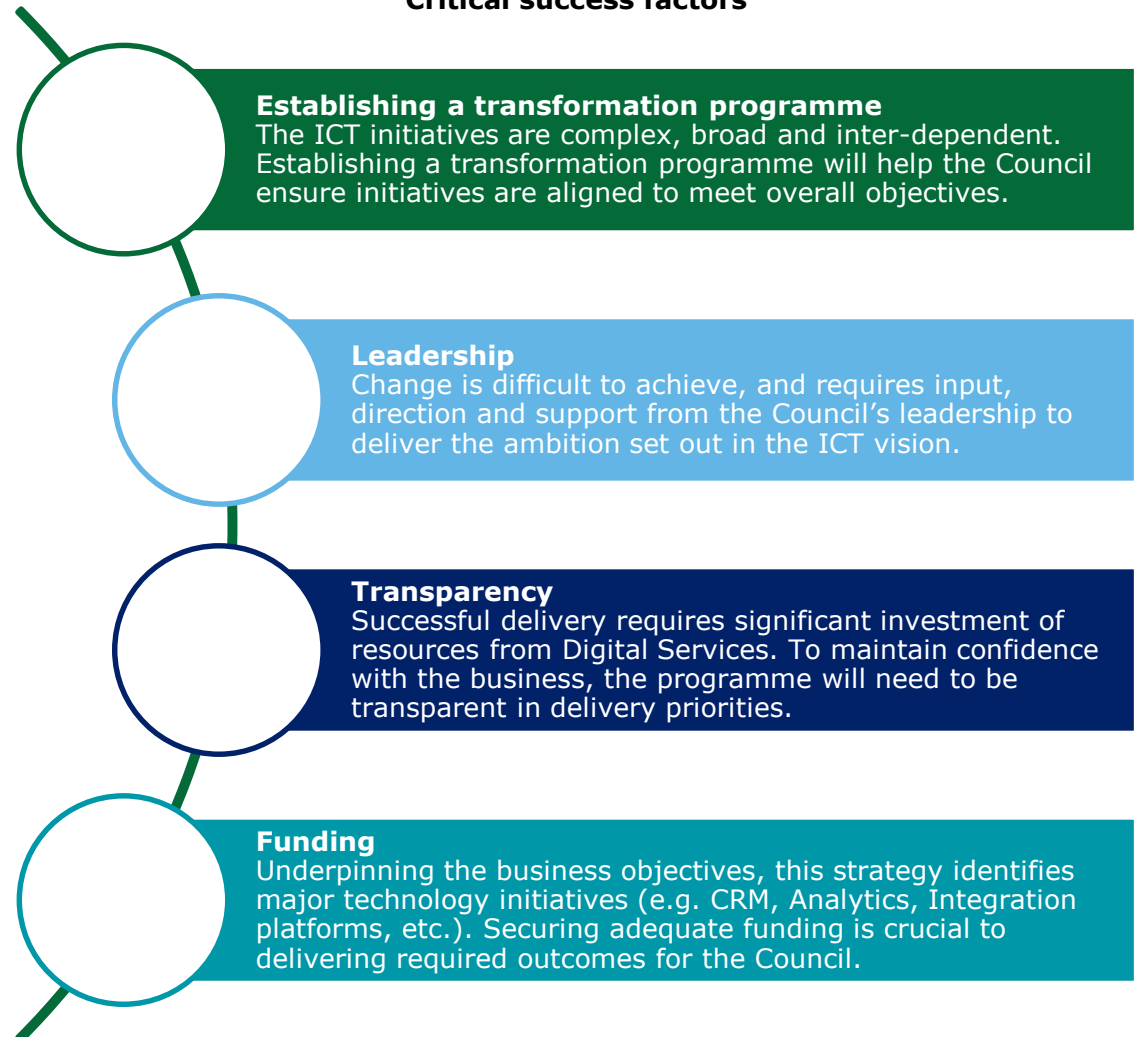 Critical success factors
Establishing a transformation programme
The ICT initiatives are complex, broad and inter-dependent.
Establishing a transformation programme will help the Council
ensure initiatives are aligned to meet overall objectives.
Leadership
Change is difficult to achieve, and requires input,
direction and support from the Council’s leadership to
deliver the ambition set out in the ICT vision.
Transparency
Successful delivery requires significant investment of
resources from Digital Services. To maintain confidence
with the business, the programme will need to be
transparent in delivery priorities.
Funding
Underpinning the business objectives, this strategy identifies
major technology initiatives (e.g. CRM, Analytics, Integration
platforms, etc.). Securing adequate funding is crucial to
delivering required outcomes for the Council.